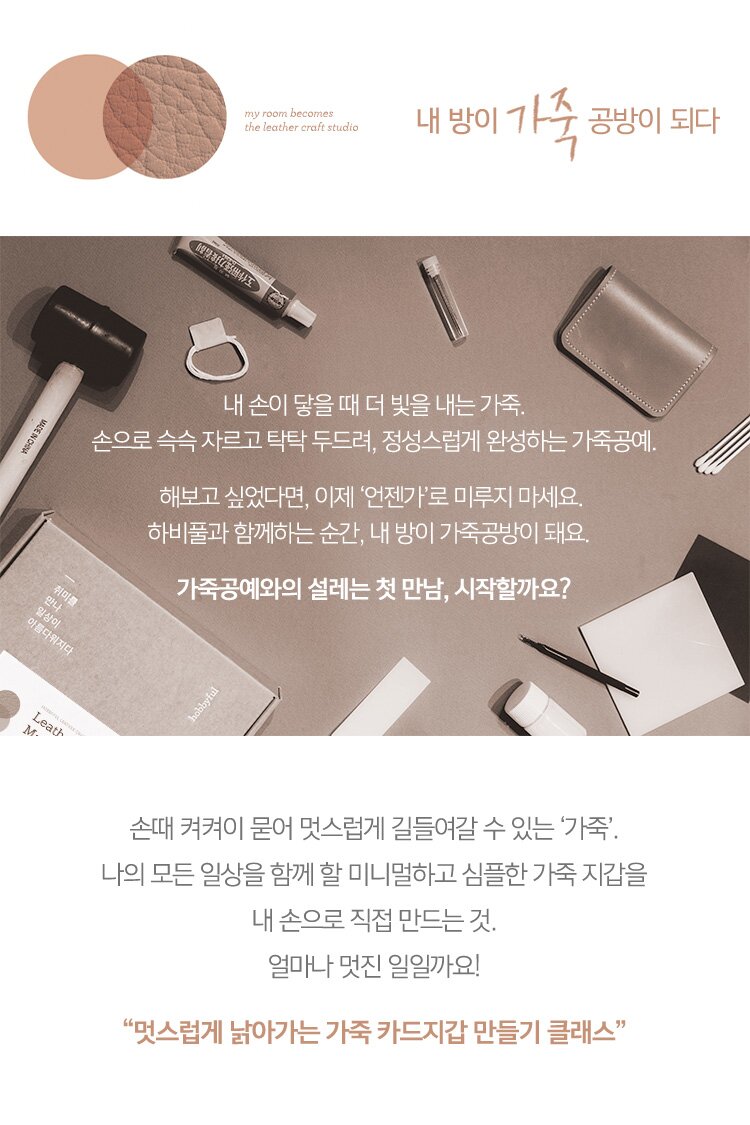 my room becomes
the leather craft studio
내 방이 가죽 공방이 되다
MADE IN CHINA
내 손이 닿을 때 더 빛을 내는 가죽.
손으로 슥슥 자르고 탁탁 두드려, 정성스럽게 완성하는 가죽공예.
해보고 싶었다면, 이제 ‘언젠가’로 미루지 마세요.
하비풀과 함께하는 순간, 내 방이 가죽공방이 돼요.
가죽공예와의 설레는 첫 만남, 시작할까요?
취미를
만나
일상이
아름다워지다
hobbyful
손때 켜켜이 묻어 멋스럽게 길들여갈 수 있는 ‘가죽’.
나의 모든 일상을 함께 할 미니멀하고 심플한 가죽 지갑을
내 손으로 직접 만드는 것.
얼마나 멋진 일일까요!
“멋스럽게 낡아가는 가죽 카드지갑 만들기 클래스”